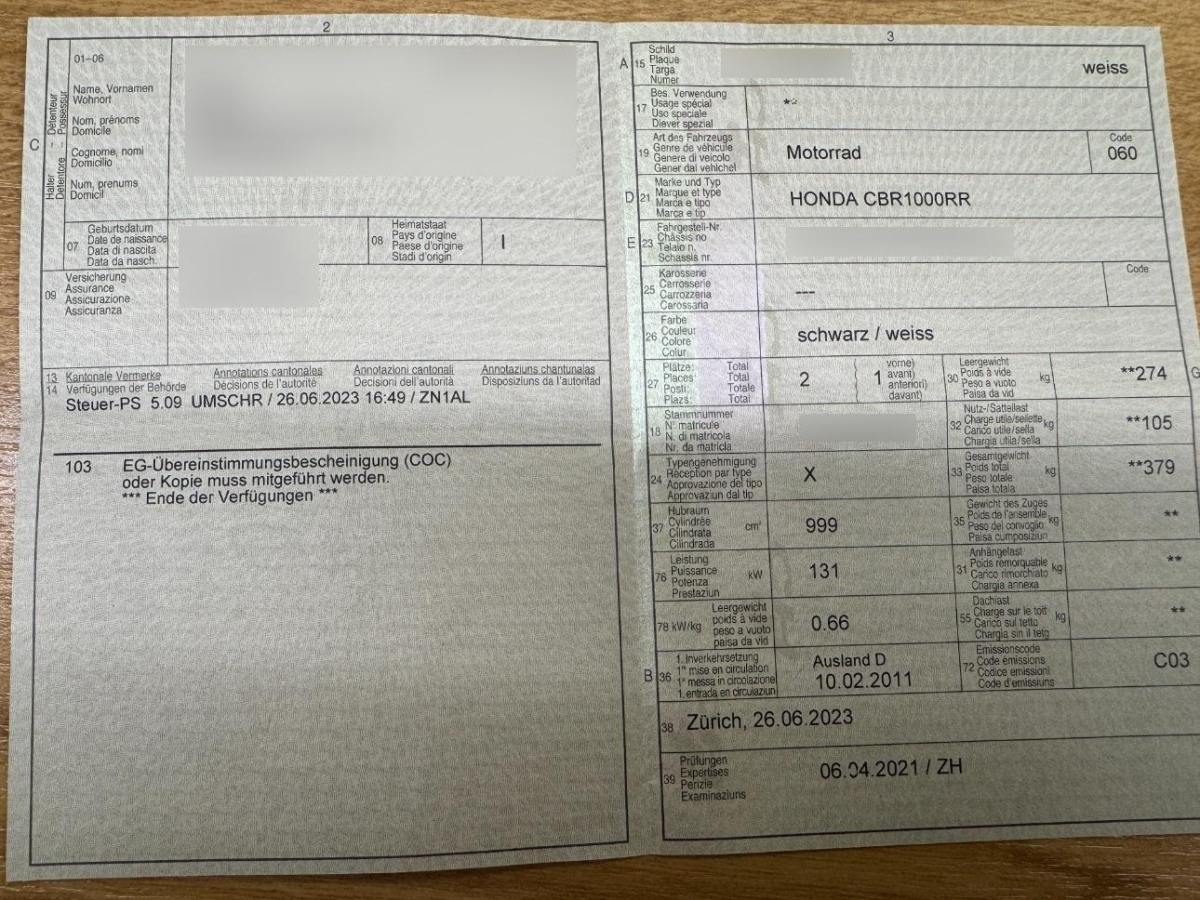 2
01-06
Name, Vornamen
Wohnort
Nom, prénoms
Domicile
Cognome, nomi
Domicilio
Num, prenums
Domicil
C
Halter - Détenteur
Detentore - Possessur
07
Geburtsdatum
Date de naissance
Data di nascita
Data da nasch.
08
Heimatstaat
Pays d'origine
Paese d'origine
Stadi d'origin
I
09
Versicherung
Assurance
Assicurazione
Assicuranza
13 Kantonale Vermerke Annotations cantonales Annotazioni cantonali Annotaziuns chantunalas
14 Verfügungen der Behörde Décisions de l'autorité Decisioni dell'autorità Disposiziuns da l'autoritad
Steuer-PS 5.09 UMSCHR / 26.06.2023 16:49 / ZN1AL
103 EG-Übereinstimmungsbescheinigung (COC)
oder Kopie muss mitgeführt werden.
*** Ende der Verfügungen ***
3
A 15
Schild
Plaque
Targa
Numer
weiss
17
Bes. Verwendung
Usage spécial
Uso speciale
Diever spezial
**
19
Art des Fahrzeugs
Genre de véhicule
Genere di veicolo
Gener dal vehichel
Motorrad
Code
060
D 21
Marke und Typ
Marque et type
Marca e tipo
Marca e tip
HONDA CBR1000RR
E 23
Fahrgestell-Nr.
Châssis no
Telaio n.
Schassis nr.
25
Karosserie
Carrosserie
Carrozzeria
Carossaria
---
Code
26
Farbe
Couleur
Colore
Colur
schwarz / weiss
27
Plätze: Total
Places: Total
Posti: Totale
Plazs: Total
2
1
vorne)
( avant)
( anteriori)
davant)
30
Leergewicht
Poids à vide
Peso a vuoto
Paisa da vid
kg
**274
G
18
Stammnummer
N° matricule
N. di matricola
Nr. da matricla
32
Nutz-/Sattellast
Charge utile/sellette
Carico utile/sella
Chargia utila/sella
kg
**105
24
Typengenehmigung
Réception par type
Approvazione del tipo
Approvaziun dal tip
X
33
Gesamtgewicht
Poids total
Peso totale
Paisa totala
kg
**379
37
Hubraum
Cylindrée
Cilindrata
Cilindrada
cm³
999
35
Gewicht des Zuges
Poids de l'ensemble
Peso del convoglio
Paisa cumposiziun
kg
**
76
Leistung
Puissance
Potenza
Prestaziun
kW
131
31
Anhängelast
Poids remorquable
Carico rimorchiato
Chargia annexa
kg
**
78 kW/kg
Leergewicht
poids à vide
peso a vuoto
paisa da vid
0.66
55
Dachlast
Charge sur le toit
Carico sul tetto
Chargia sin il tetg
kg
**
B 36
1. Inverkehrsetzung
1re mise en circulation
1a messa in circolazione
1. entrada en circulaziun
Ausland D
10.02.2011
72
Emissionscode
Code émissions
Codice emissioni
Code d'emissiuns
C03
38 Zürich, 26.06.2023
39
Prüfungen
Expertises
Perizie
Examinaziuns
06.04.2021 / ZH